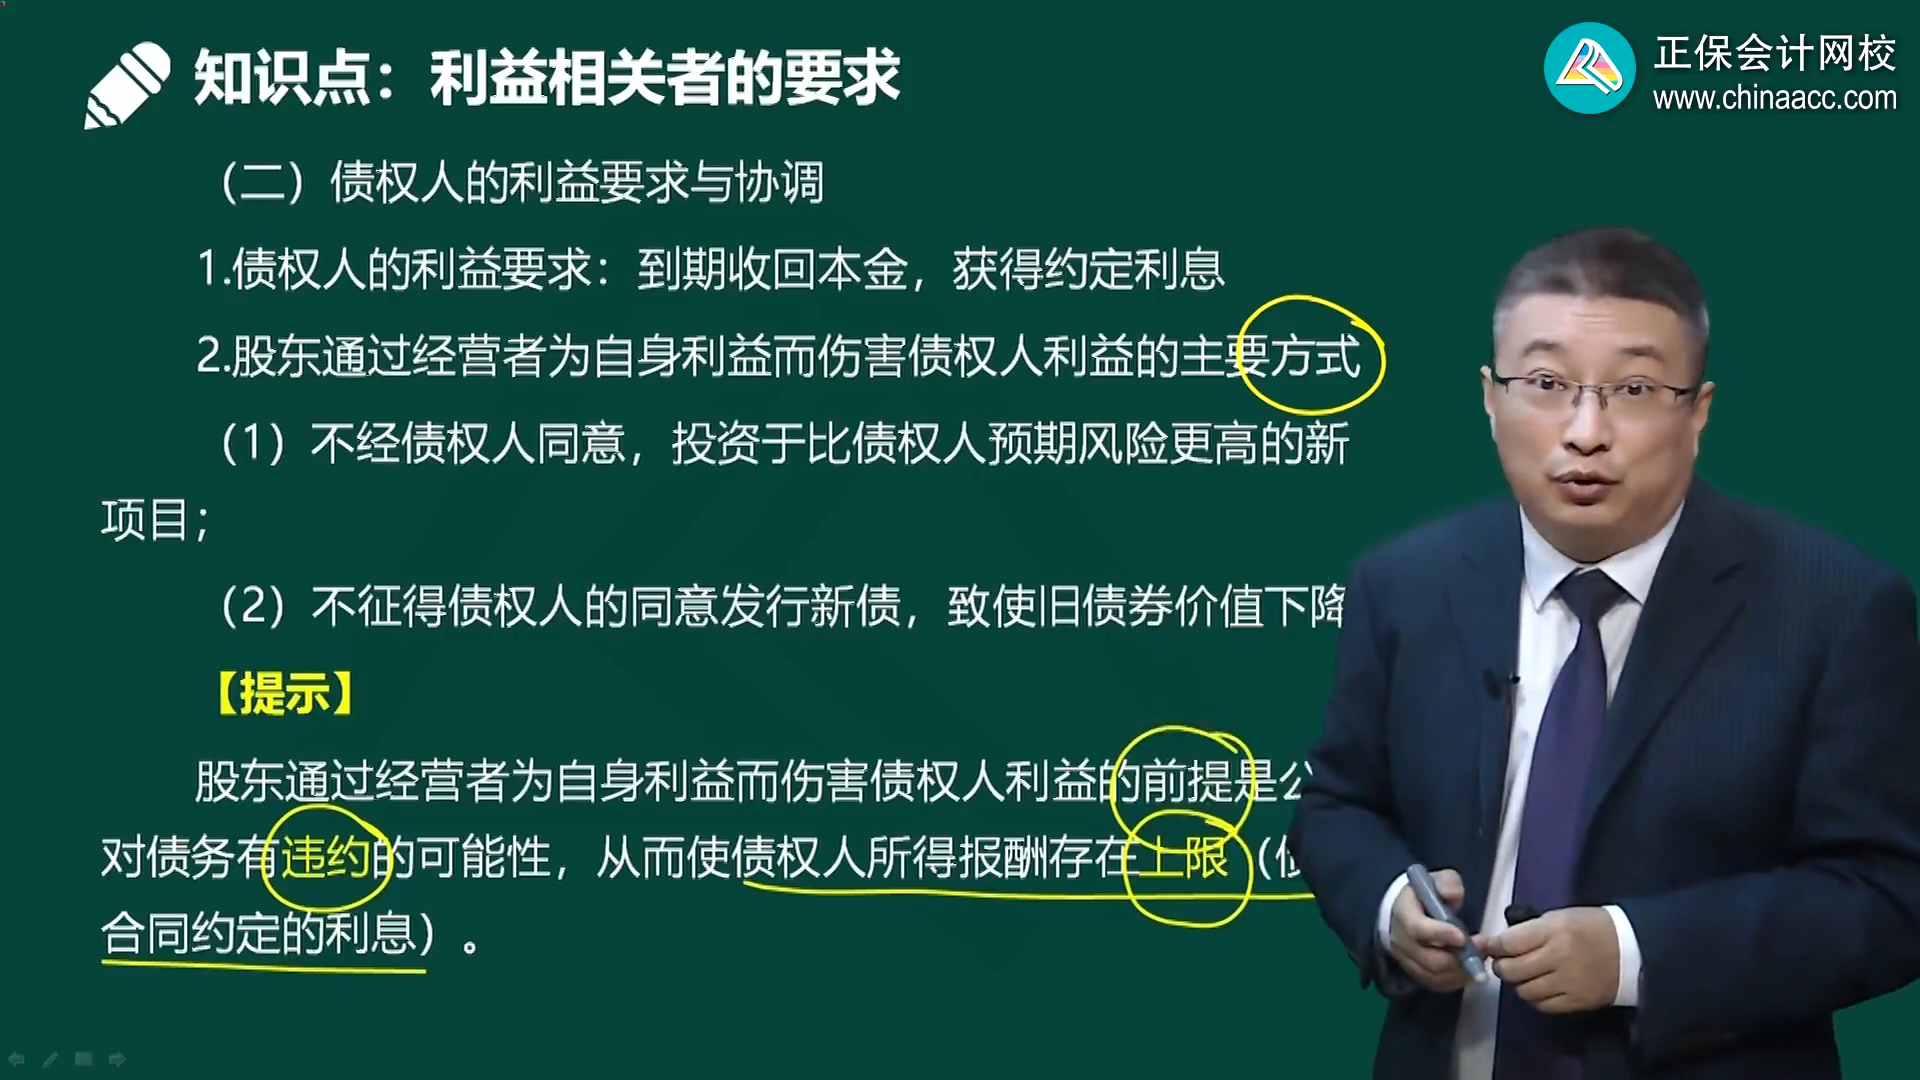 知识点：利益相关者的要求
正保会计网校
www.chinaacc.com
（二）债权人的利益要求与协调
1.债权人的利益要求：到期收回本金，获得约定利息
2.股东通过经营者为自身利益而伤害债权人利益的主要方式
（1）不经债权人同意，投资于比债权人预期风险更高的新
项目；
（2）不征得债权人的同意发行新债，致使旧债券价值下降
【提示】
股东通过经营者为自身利益而伤害债权人利益的前提是公
对债务有违约的可能性，从而使债权人所得报酬存在上限（债
合同约定的利息）。